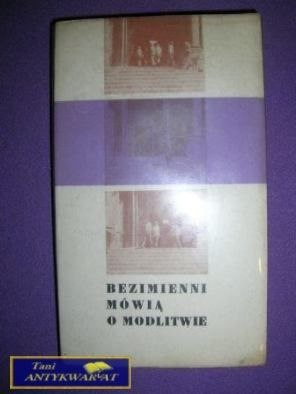 BEZIMIENNI
MÓWIĄ
O MODLITWIE
Tani
ANTYKWARIAT